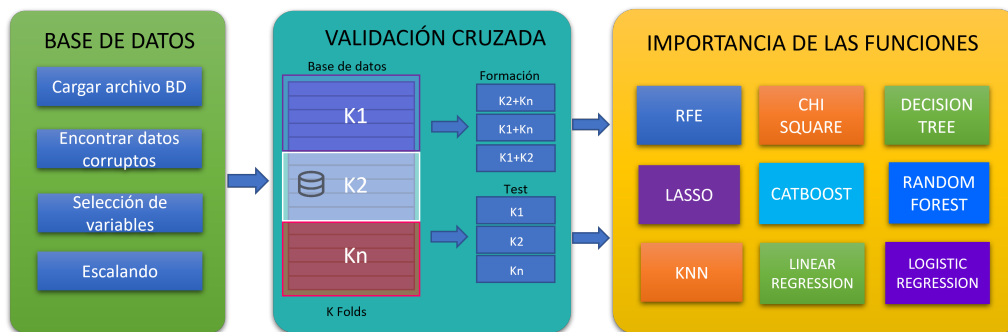 BASE DE DATOS
Cargar archivo BD
Encontrar datos
corruptos
Selección de
variables
Escalando
VALIDACIÓN CRUZADA
Base de datos
K1
K2
Kn
K Folds
Formación
K2+Kn
K1+Kn
K1+K2
Test
K1
K2
Kn
IMPORTANCIA DE LAS FUNCIONES
RFE
CHI
SQUARE
DECISION
TREE
LASSO
CATBOOST
RANDOM
FOREST
KNN
LINEAR
REGRESSION
LOGISTIC
REGRESSION